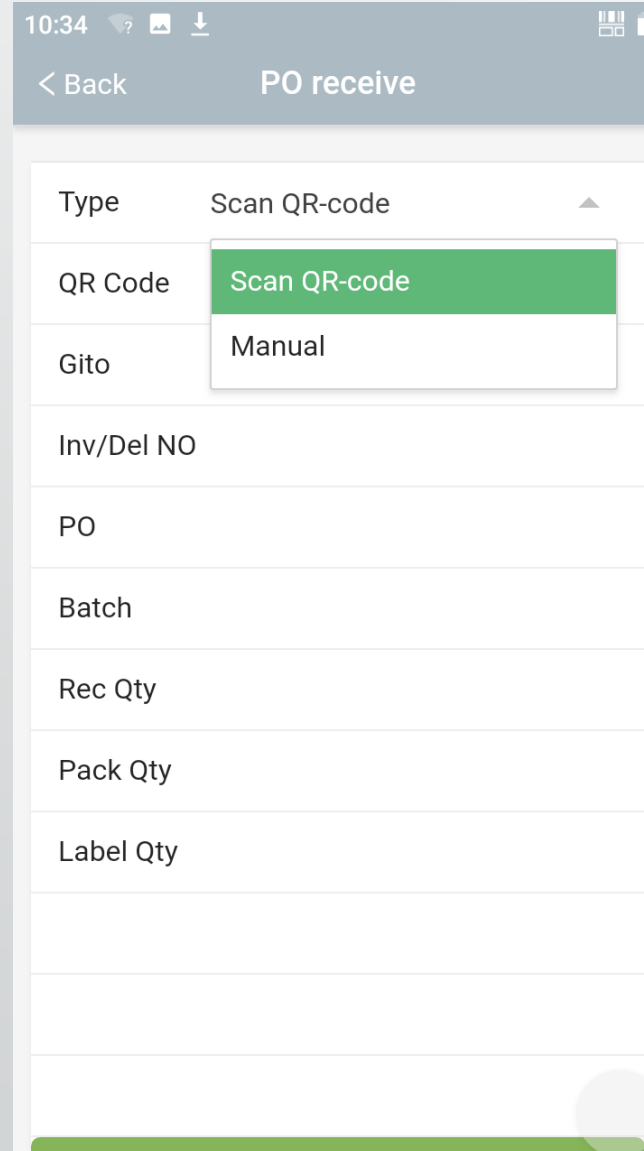 10:34
< Back PO receive
Type Scan QR-code
QR Code Scan QR-code
Manual
Gito
Inv/Del NO
PO
Batch
Rec Qty
Pack Qty
Label Qty